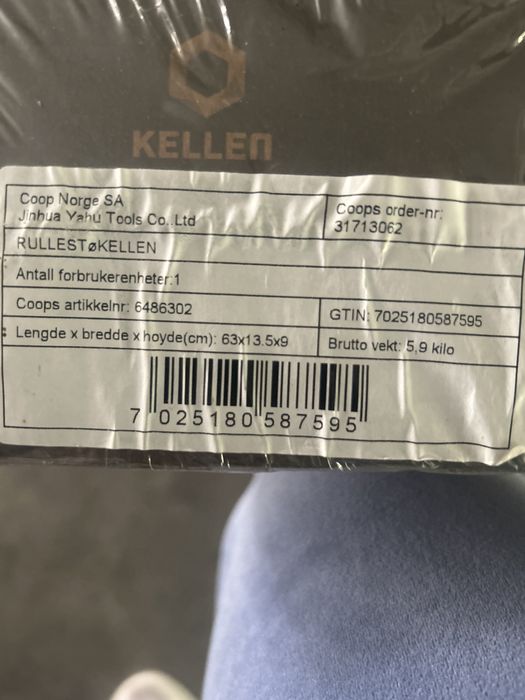 KELLEN
Coop Norge SA
Jinhua Yahu Tools Co.,Ltd
Coops order-nr:
31713062
RULLESTøKELLEN
Antall forbrukerenheter:1
Coops artikkelnr: 6486302
GTIN: 7025180587595
Lengde x bredde x hoyde(cm): 63x13.5x9
Brutto vekt: 5,9 kilo
7 025180 587595